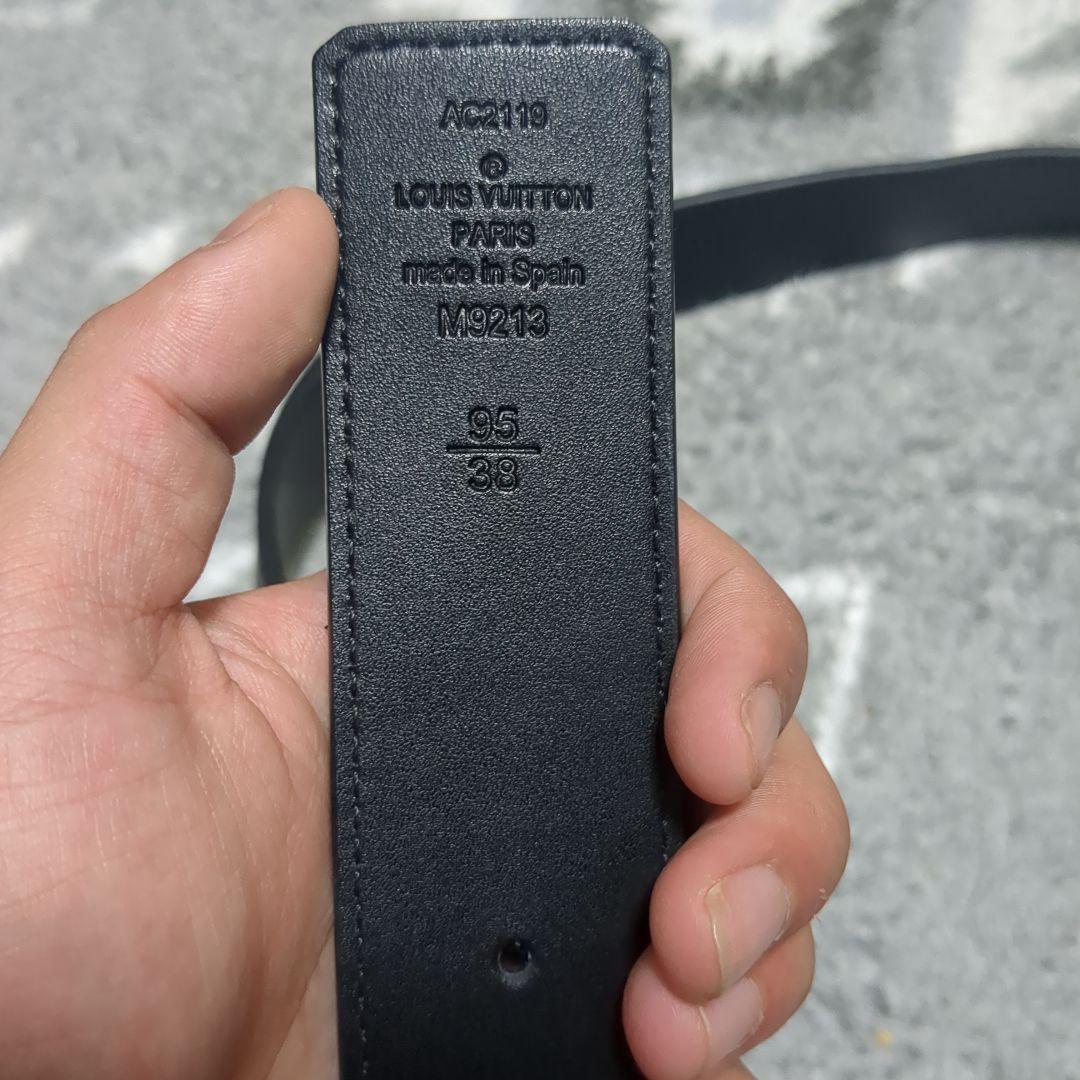 AC2119
®
LOUIS VUITTON
PARIS
made in Spain
M9213
95
38